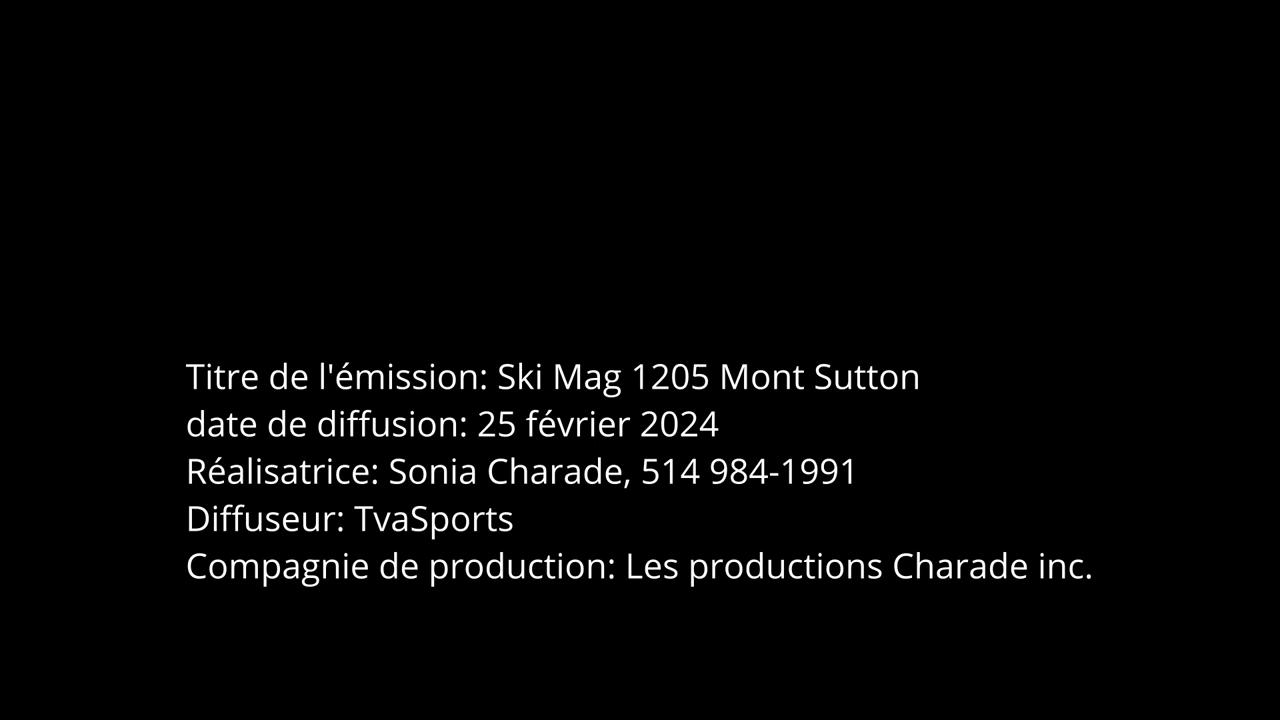 Titre de l'émission: Ski Mag 1205 Mont Sutton
date de diffusion: 25 février 2024
Réalisatrice: Sonia Charade, 514 984-1991
Diffuseur: TvaSports
Compagnie de production: Les productions Charade inc.